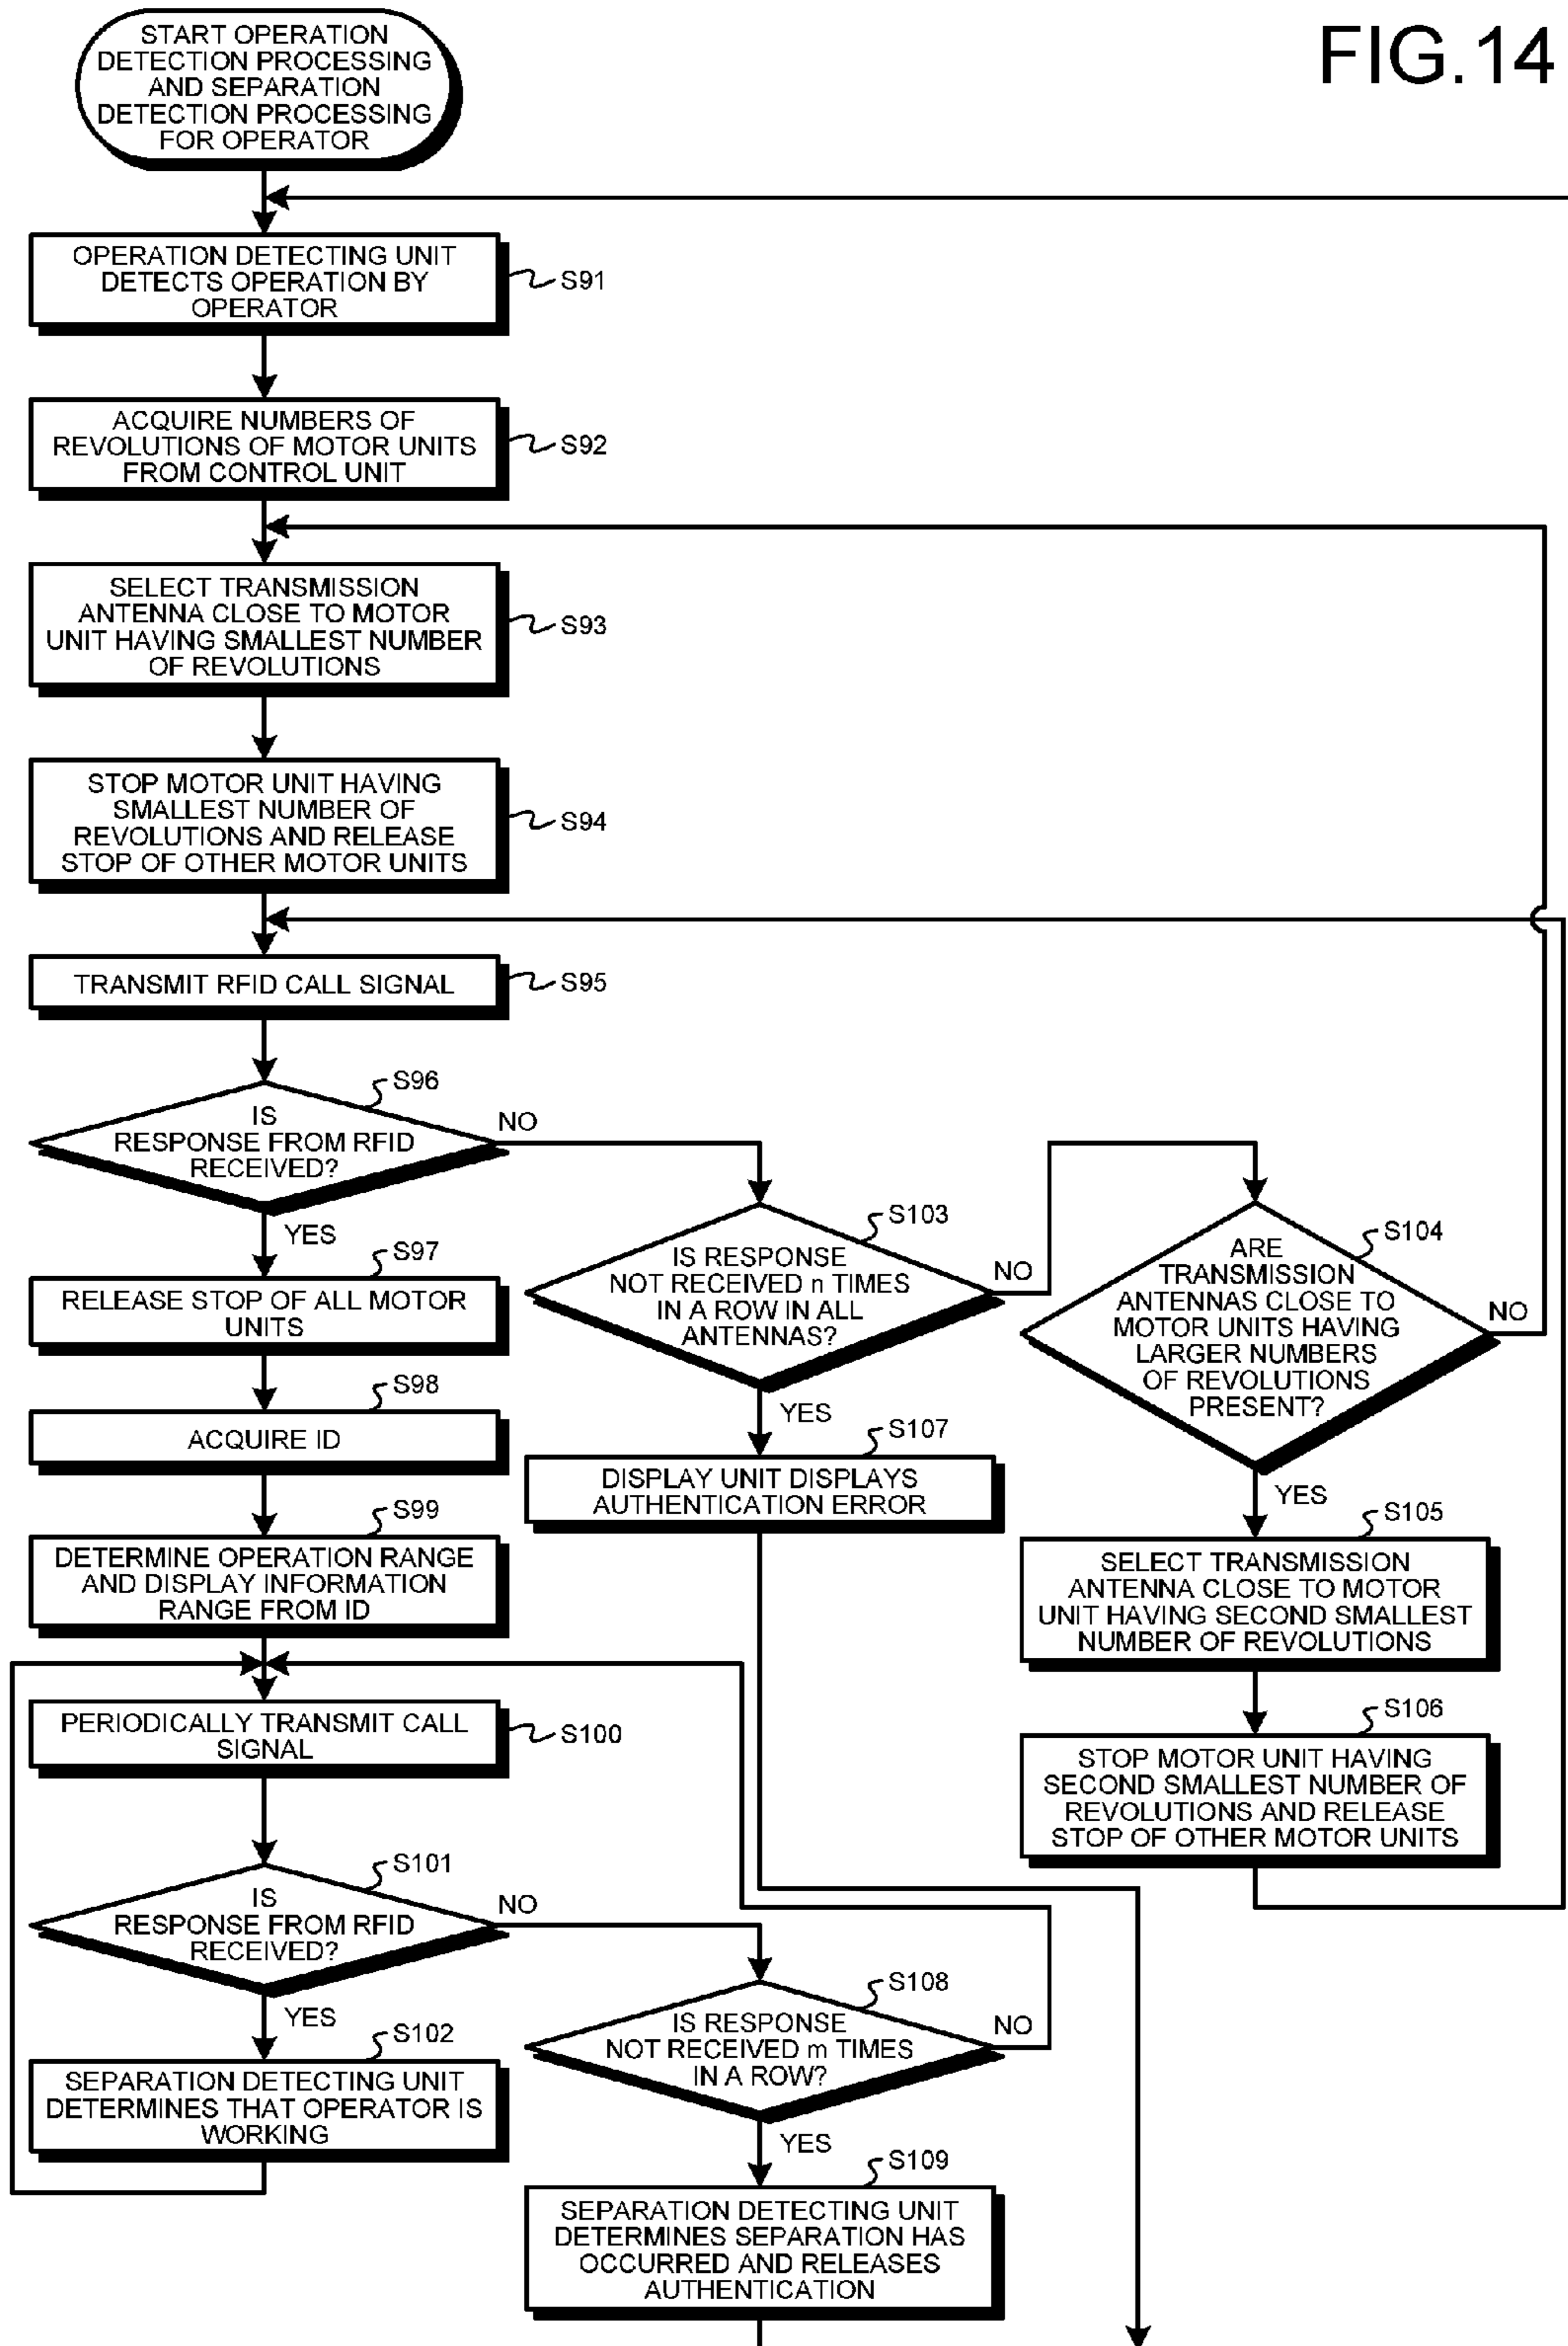 FIG.14
START OPERATION
DETECTION PROCESSING
AND SEPARATION
DETECTION PROCESSING
FOR OPERATOR
OPERATION DETECTING UNIT
DETECTS OPERATION BY
OPERATOR
S91
ACQUIRE NUMBERS OF
REVOLUTIONS OF MOTOR UNITS
FROM CONTROL UNIT
S92
SELECT TRANSMISSION
ANTENNA CLOSE TO MOTOR
UNIT HAVING SMALLEST NUMBER
OF REVOLUTIONS
S93
STOP MOTOR UNIT HAVING
SMALLEST NUMBER OF
REVOLUTIONS AND RELEASE
STOP OF OTHER MOTOR UNITS
S94
TRANSMIT RFID CALL SIGNAL
S95
S96
IS
RESPONSE FROM RFID
RECEIVED?
NO
YES
S97
RELEASE STOP OF ALL MOTOR
UNITS
S98
ACQUIRE ID
S99
DETERMINE OPERATION RANGE
AND DISPLAY INFORMATION
RANGE FROM ID
PERIODICALLY TRANSMIT CALL
SIGNAL
S100
S101
IS
RESPONSE FROM RFID
RECEIVED?
NO
YES
S102
SEPARATION DETECTING UNIT
DETERMINES THAT OPERATOR IS
WORKING
S103
IS RESPONSE
NOT RECEIVED n TIMES
IN A ROW IN ALL
ANTENNAS?
NO
YES
S107
DISPLAY UNIT DISPLAYS
AUTHENTICATION ERROR
S104
ARE
TRANSMISSION
ANTENNAS CLOSE TO
MOTOR UNITS HAVING
LARGER NUMBERS
OF REVOLUTIONS
PRESENT?
NO
YES
S105
SELECT TRANSMISSION
ANTENNA CLOSE TO MOTOR
UNIT HAVING SECOND SMALLEST
NUMBER OF REVOLUTIONS
S106
STOP MOTOR UNIT HAVING
SECOND SMALLEST NUMBER OF
REVOLUTIONS AND RELEASE
STOP OF OTHER MOTOR UNITS
S108
IS RESPONSE
NOT RECEIVED m TIMES
IN A ROW?
NO
YES
S109
SEPARATION DETECTING UNIT
DETERMINES SEPARATION HAS
OCCURRED AND RELEASES
AUTHENTICATION